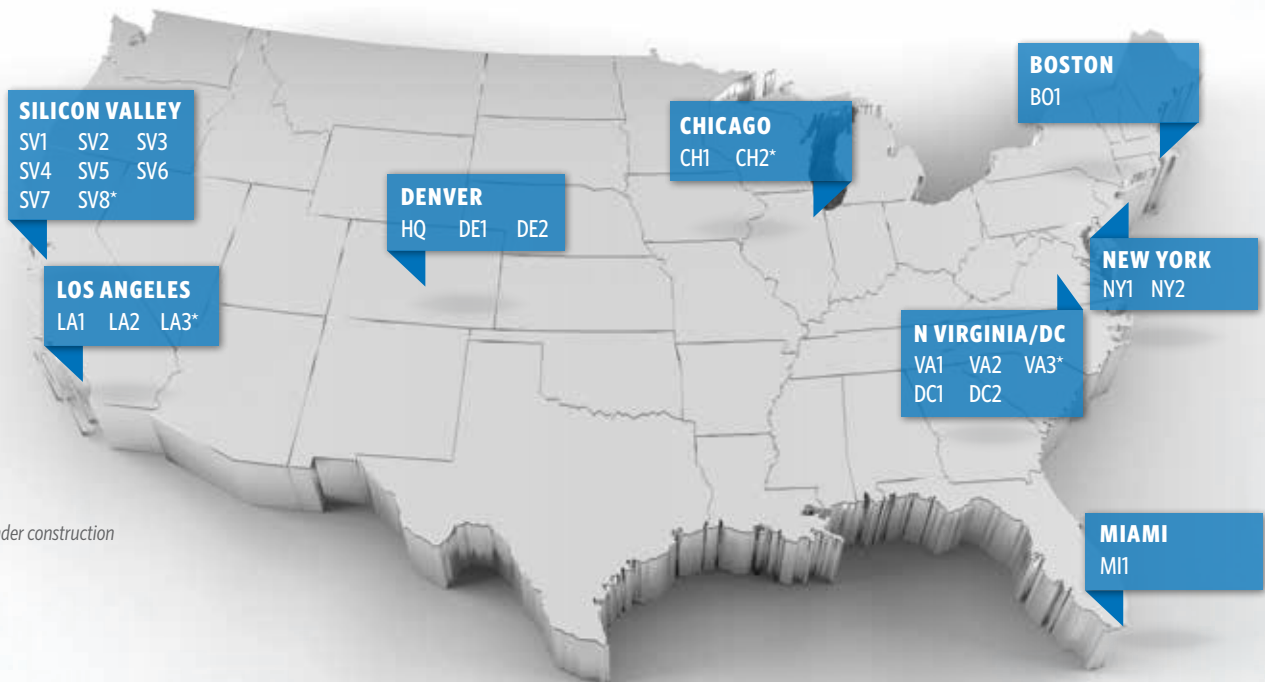 SILICON VALLEY
SV1 SV2 SV3
SV4 SV5 SV6
SV7 SV8*
LOS ANGELES
LA1 LA2 LA3*
DENVER
HQ DE1 DE2
CHICAGO
CH1 CH2*
BOSTON
BO1
NEW YORK
NY1 NY2
N VIRGINIA/DC
VA1 VA2 VA3*
DC1 DC2
MIAMI
MI1
construction